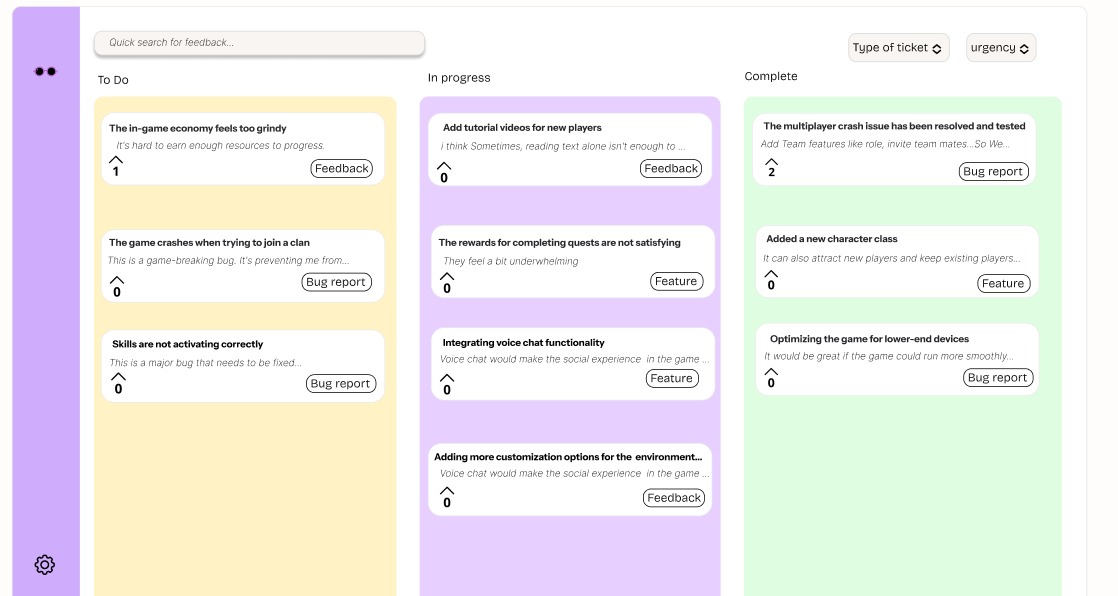 Quick search for feedback...
Type of ticket
urgency
To Do
The in-game economy feels too grindy
It's hard to earn enough resources to progress.
1
Feedback
The game crashes when trying to join a clan
This is a game-breaking bug. It's preventing me from...
0
Bug report
Skills are not activating correctly
This is a major bug that needs to be fixed...
0
Bug report
In progress
Add tutorial videos for new players
i think Sometimes, reading text alone isn't enough to ...
0
Feedback
The rewards for completing quests are not satisfying
They feel a bit underwhelming
0
Feature
Integrating voice chat functionality
Voice chat would make the social experience in the game ...
0
Feature
Adding more customization options for the environment...
Voice chat would make the social experience in the game ...
0
Feedback
Complete
The multiplayer crash issue has been resolved and tested
Add Team features like role, invite team mates...So We...
2
Bug report
Added a new character class
It can also attract new players and keep existing players...
0
Feature
Optimizing the game for lower-end devices
It would be great if the game could run more smoothly...
0
Bug report